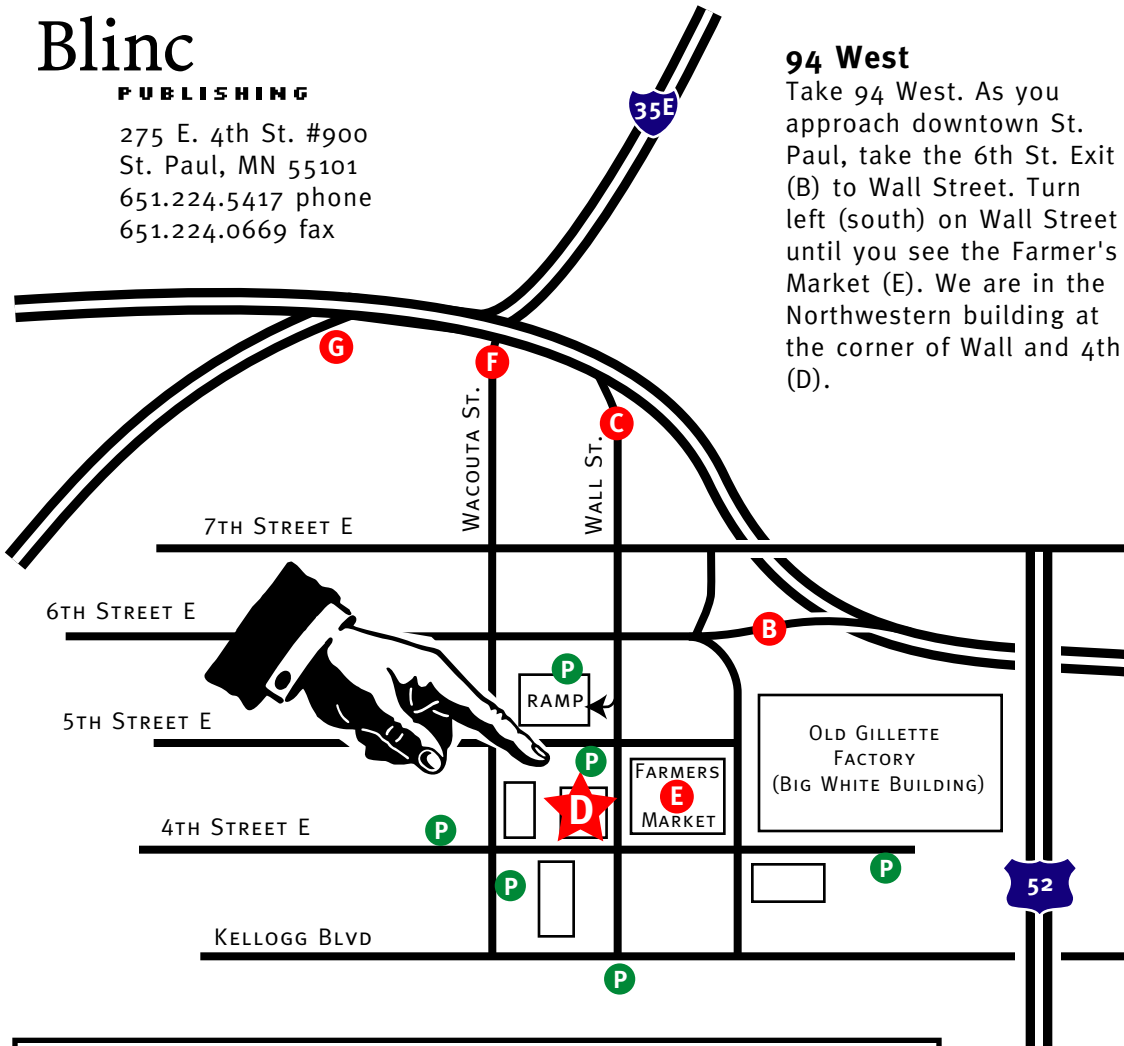 Blinc
PUBLISHING
275 E. 4th St. #900
St. Paul, MN 55101
651.224.5417 phone
651.224.0669 fax
94 West
Take 94 West. As you
approach downtown St.
Paul, take the 6th St. Exit
(B) to Wall Street. Turn
left (south) on Wall Street
until you see the Farmer's
Market (E). We are in the
Northwestern building at
the corner of Wall and 4th
(D).
35E
G
F
C
Wacouta St.
Wall St.
7th Street E
6th Street E
B
P
RAMP
5th Street E
Old Gillette
Factory
(Big White Building)
P
Farmers
E
Market
D
4th Street E
P
P
P
52
Kellogg Blvd
P